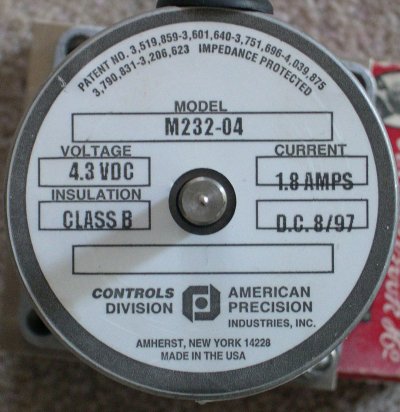 PATENT NO. 3,519,859-3,601,640-3,751,696-4,039,875
3,790,831-3,206,623 IMPEDANCE PROTECTED
MODEL
M232-04
VOLTAGE
4.3 VDC
CURRENT
1.8 AMPS
INSULATION
CLASS B
D.C. 8/97
CONTROLS
DIVISION
AMERICAN
PRECISION
INDUSTRIES, INC.
AMHERST, NEW YORK 14228
MADE IN THE USA